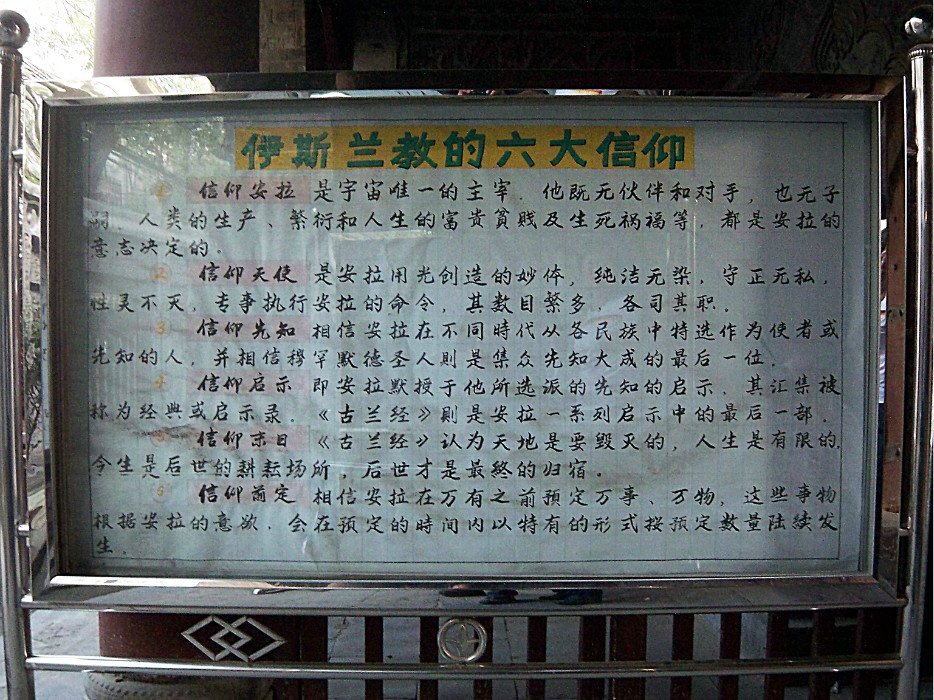 伊斯兰教的六大信仰
1 信仰安拉 是宇宙唯一的主宰．他既无伙伴和对手，也无子
嗣．人类的生产、繁衍和人生的富贵貧贱及生死祸福等，都是安拉的
意志决定的．
2 信仰天使 是安拉用光创造的妙体，纯洁无染，守正无私，
性灵不灭，专事执行安拉的命令，其数目繁多，各司其职．
3 信仰先知 相信安拉在不同時代从各民族中特选作为使者或
先知的人，并相信穆罕默德圣人則是集众先知大成的最后一位．
4 信仰启示 即安拉默授于他所选派的先知的启示．其汇集被
称为经典或启示录．《古兰经》则是安拉一系列启示中的最后一部．
5 信仰末日 《古兰经》认为天地是要毁灭的，人生是有限的，
今生是后世的耕耘场所，后世才是最终的归宿。
6 信仰前定 相信安拉在万有之前预定万事、万物，这些事物
根据安拉的意欲．会在预定的時间内以特有的形式按预定数量陆续发
生．